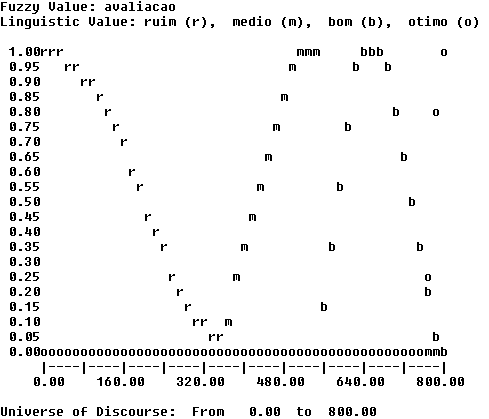 Fuzzy Value: avaliacao
Linguistic Value: ruim (r),  medio (m),  bom (b),  otimo (o)
 1.00rrr                             mmm     bbb       o
 0.95   rr                          m       b   b
 0.90     rr
 0.85       r                      m
 0.80        r                                   b    o
 0.75         r                   m        b
 0.70          r
 0.65                            m                b
 0.60           r
 0.55            r              m         b
 0.50                                              b
 0.45             r            m
 0.40              r
 0.35               r         m          b          b
 0.30
 0.25                r       m                       o
 0.20                 r                              b
 0.15                  r                b
 0.10                   rr  m
 0.05                     rr                          b
 0.00oooooooooooooooooooooooooooooooooooooooooooooooommb
     |----|----|----|----|----|----|----|----|----|----|
    0.00     160.00    320.00    480.00    640.00    800.00
Universe of Discourse:  From   0.00  to  800.00